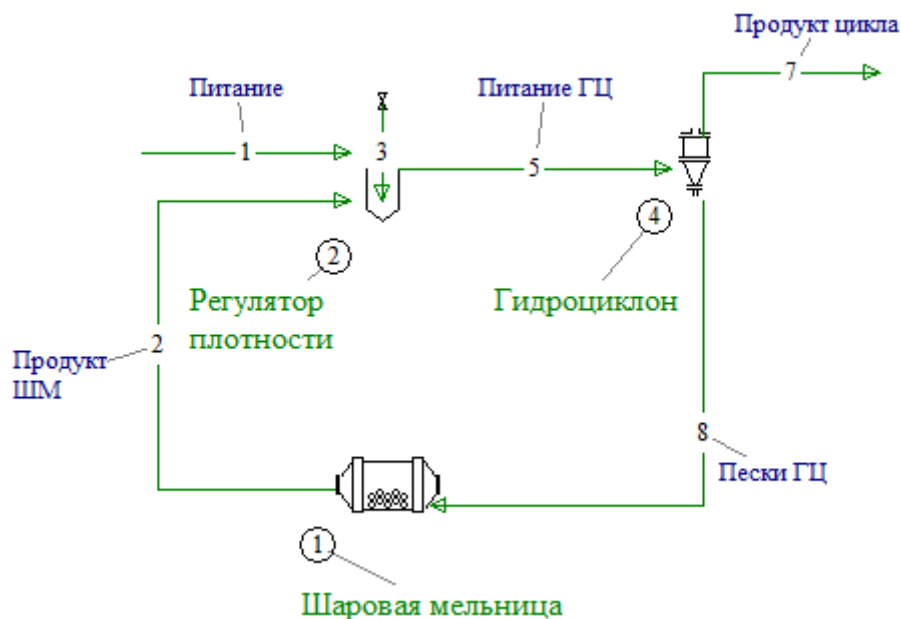 Продукт цикла
7
Питание
Питание ГЦ
1
3
5
4
2
Регулятор
плотности
Гидроциклон
2
Продукт
ШМ
8
Пески ГЦ
1
Шаровая мельница